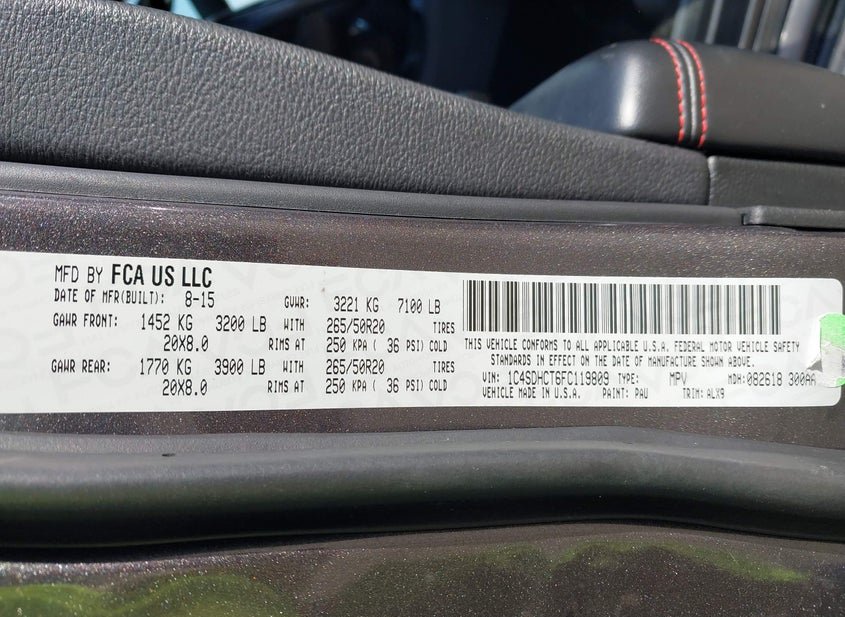 MFD BY FCA US LLC
DATE OF MFR(BUILT): 8-15 GVWR: 3221 KG 7100 LB
GAWR FRONT: 1452 KG 3200 LB WITH 265/50R20 TIRES
20X8.0 RIMS AT 250 KPA ( 36 PSI) COLD
GAWR REAR: 1770 KG 3900 LB WITH 265/50R20 TIRES
20X8.0 RIMS AT 250 KPA ( 36 PSI) COLD
THIS VEHICLE CONFORMS TO ALL APPLICABLE U.S.A. FEDERAL MOTOR VEHICLE SAFETY
STANDARDS IN EFFECT ON THE DATE OF MANUFACTURE SHOWN ABOVE.
VIN: 1C4SDHCT6FC119809 TYPE: MPV MDH: 082618 300AA
VEHICLE MADE IN U.S.A. PAINT: PAU TRIM: ALX9